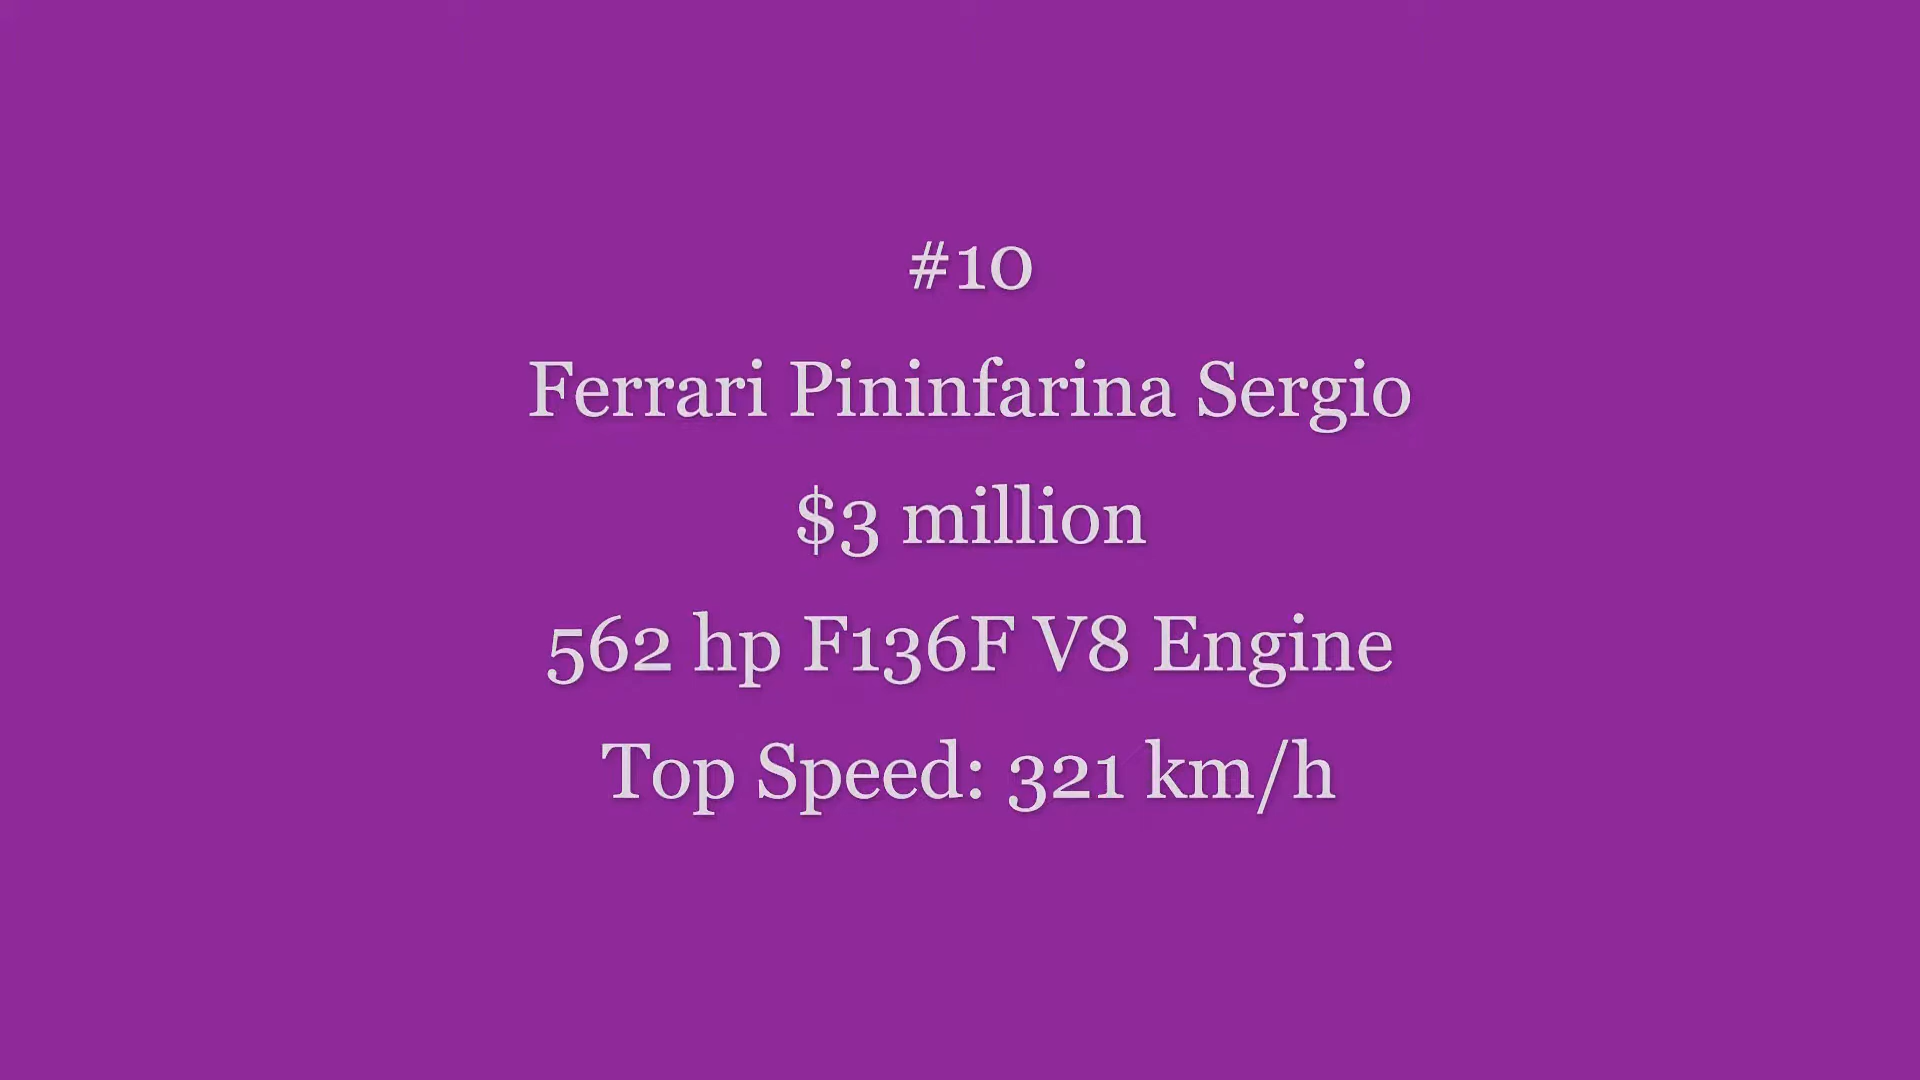 #10
Ferrari Pininfarina Sergio
$3 million
562 hp F136F V8 Engine
Top Speed: 321 km/h